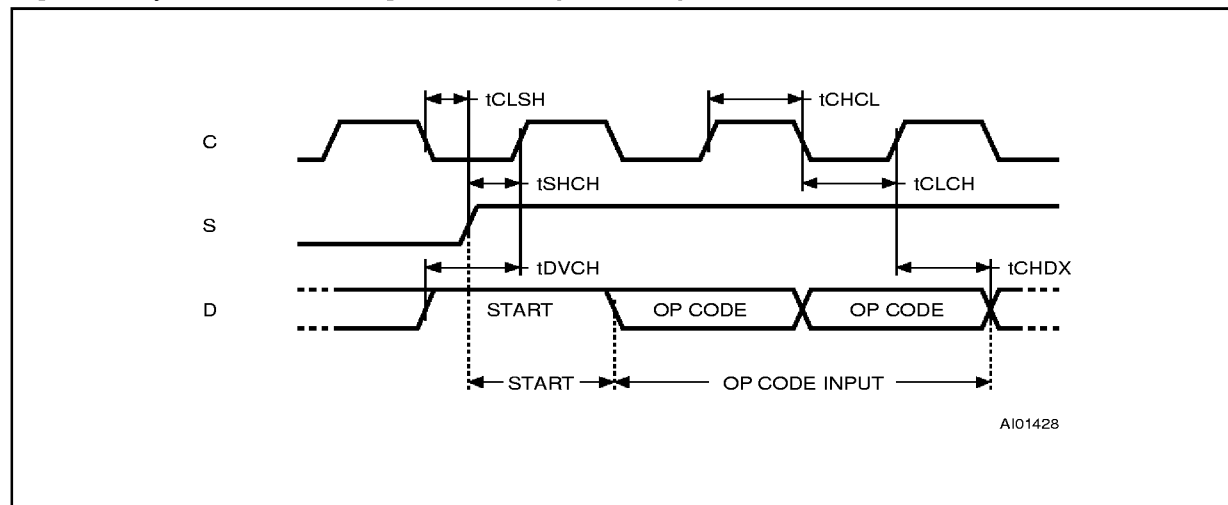 tCLSH
tCHCL
C
tSHCH
tCLCH
S
tDVCH
tCHDX
D
START
OP CODE
OP CODE
START
OP CODE INPUT
AI01428